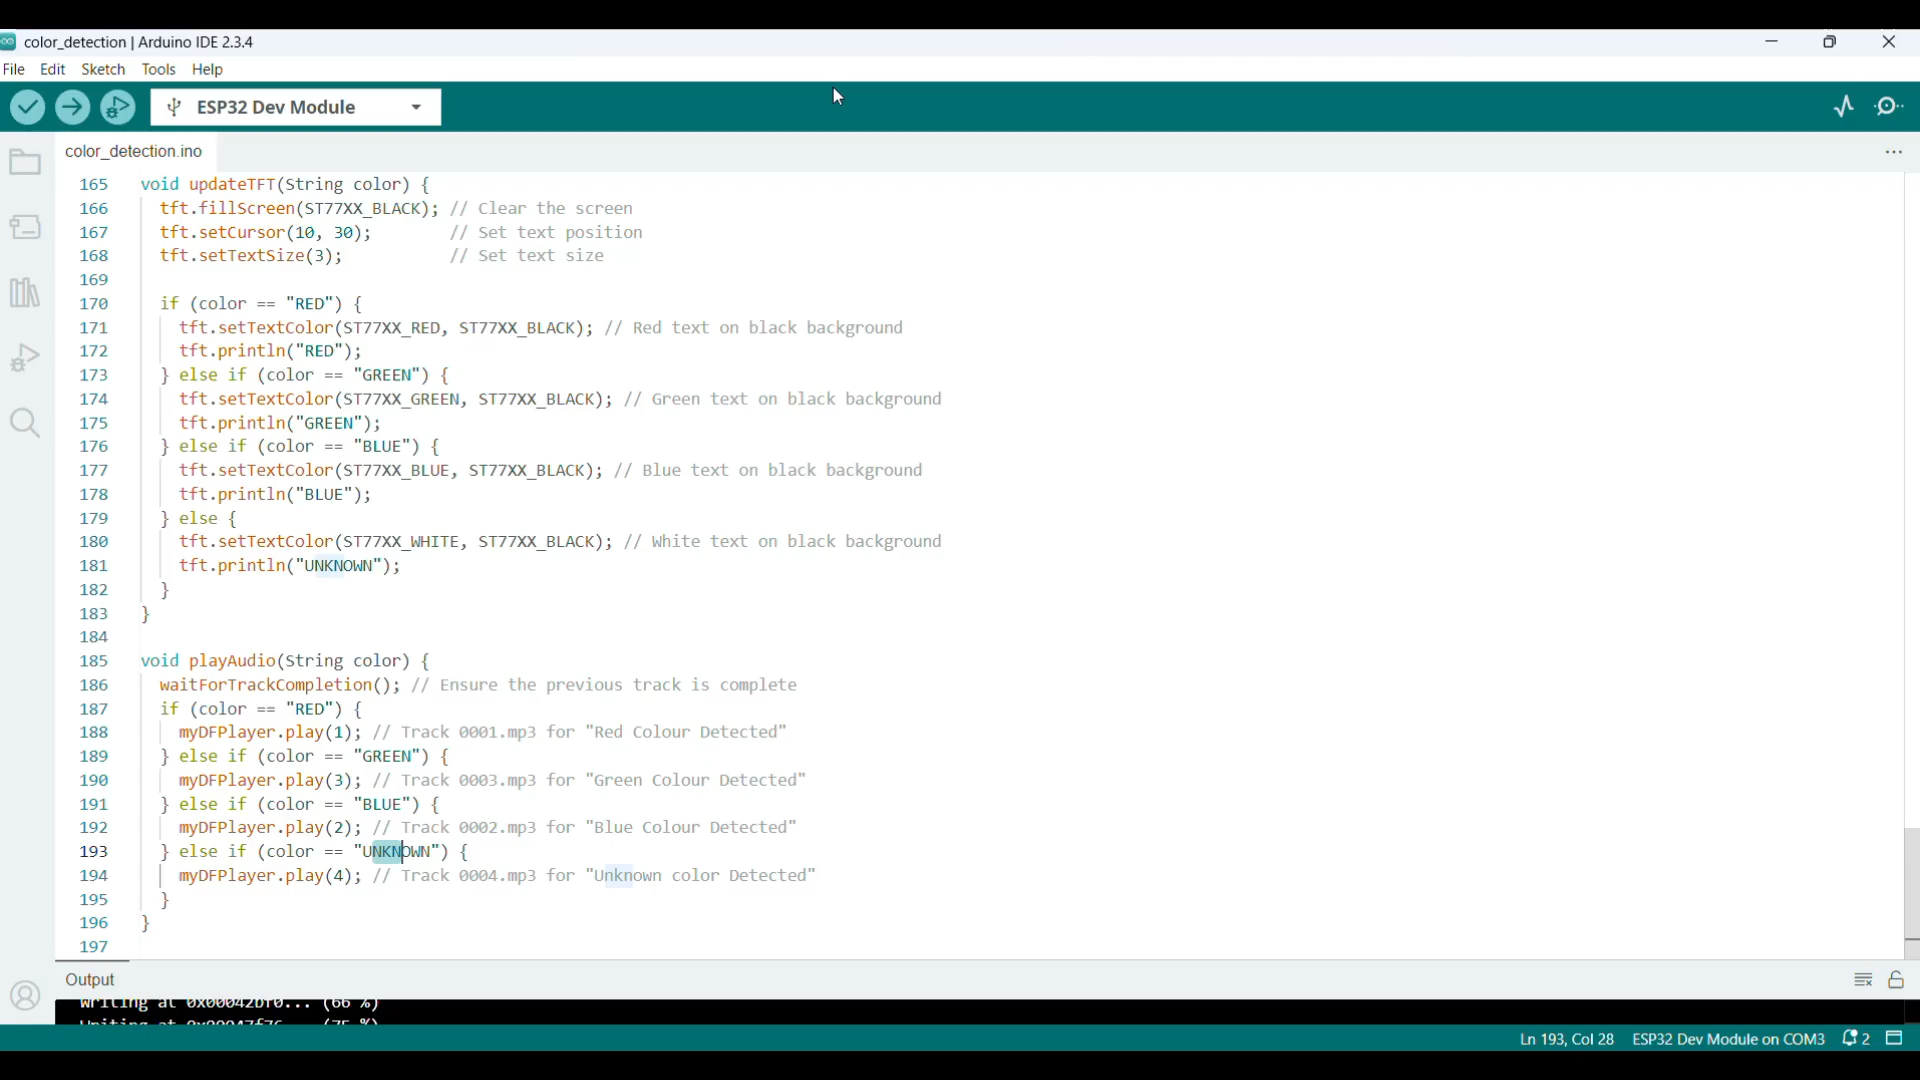 color_detection | Arduino IDE 2.3.4
File Edit Sketch Tools Help
ESP32 Dev Module
color_detection.ino
165 void updateTFT(String color) {
166 tft.fillScreen(ST77XX_BLACK); // Clear the screen
167 tft.setCursor(10, 30); // Set text position
168 tft.setTextSize(3); // Set text size
169
170 if (color == "RED") {
171 tft.setTextColor(ST77XX_RED, ST77XX_BLACK); // Red text on black background
172 tft.println("RED");
173 } else if (color == "GREEN") {
174 tft.setTextColor(ST77XX_GREEN, ST77XX_BLACK); // Green text on black background
175 tft.println("GREEN");
176 } else if (color == "BLUE") {
177 tft.setTextColor(ST77XX_BLUE, ST77XX_BLACK); // Blue text on black background
178 tft.println("BLUE");
179 } else {
180 tft.setTextColor(ST77XX_WHITE, ST77XX_BLACK); // White text on black background
181 tft.println("UNKNOWN");
182 }
183 }
184
185 void playAudio(String color) {
186 waitForTrackCompletion(); // Ensure the previous track is complete
187 if (color == "RED") {
188 myDFPlayer.play(1); // Track 0001.mp3 for "Red Colour Detected"
189 } else if (color == "GREEN") {
190 myDFPlayer.play(3); // Track 0003.mp3 for "Green Colour Detected"
191 } else if (color == "BLUE") {
192 myDFPlayer.play(2); // Track 0002.mp3 for "Blue Colour Detected"
193 } else if (color == "UNKNOWN") {
194 myDFPlayer.play(4); // Track 0004.mp3 for "Unknown color Detected"
195 }
196 }
197
Output
Writing at 0x00042bf0... (66 %)
Ln 193, Col 28 ESP32 Dev Module on COM3 2